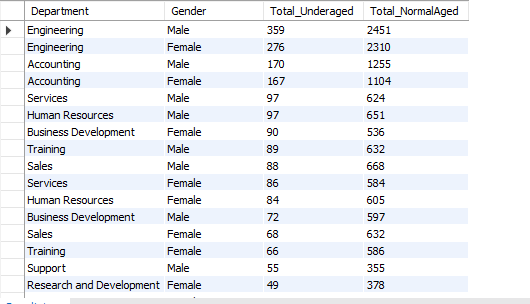 Department Gender Total_Underaged Total_NormalAged
Engineering Male 359 2451
Engineering Female 276 2310
Accounting Male 170 1255
Accounting Female 167 1104
Services Male 97 624
Human Resources Male 97 651
Business Development Female 90 536
Training Male 89 632
Sales Male 88 668
Services Female 86 584
Human Resources Female 84 605
Business Development Male 72 597
Sales Female 68 632
Training Female 66 586
Support Male 55 355
Research and Development Female 49 378